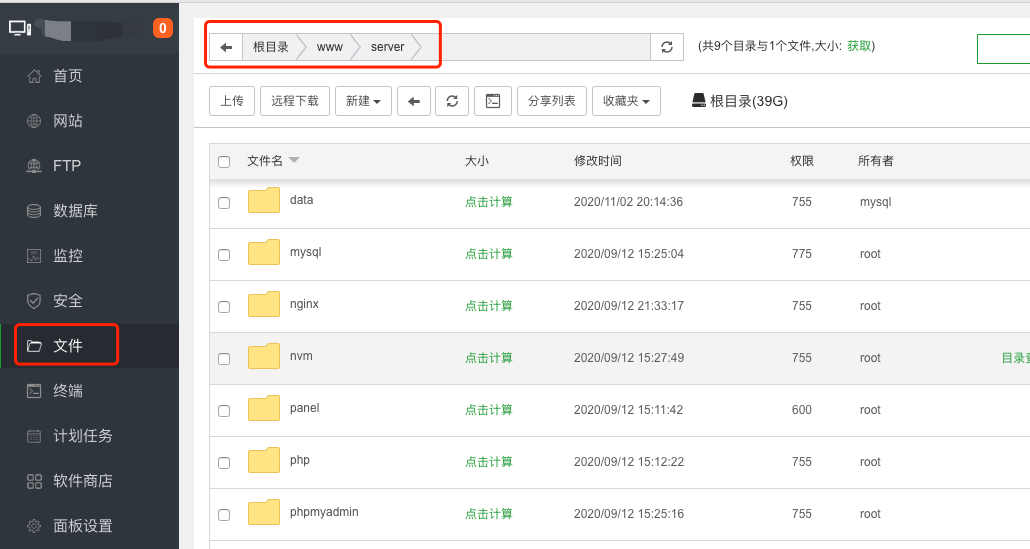 0
首页
网站
FTP
数据库
监控
安全
文件
终端
计划任务
软件商店
面板设置
根目录 www server (共9个目录与1个文件,大小: 获取)
上传 远程下载 新建 分享列表 收藏夹 根目录(39G)
文件名 大小 修改时间 权限 所有者
data 点击计算 2020/11/02 20:14:36 755 mysql
mysql 点击计算 2020/09/12 15:25:04 775 root
nginx 点击计算 2020/09/12 21:33:17 755 root
nvm 点击计算 2020/09/12 15:27:49 755 root 目录
panel 点击计算 2020/09/12 15:11:42 600 root
php 点击计算 2020/09/12 15:12:22 755 root
phpmyadmin 点击计算 2020/09/12 15:25:16 755 root